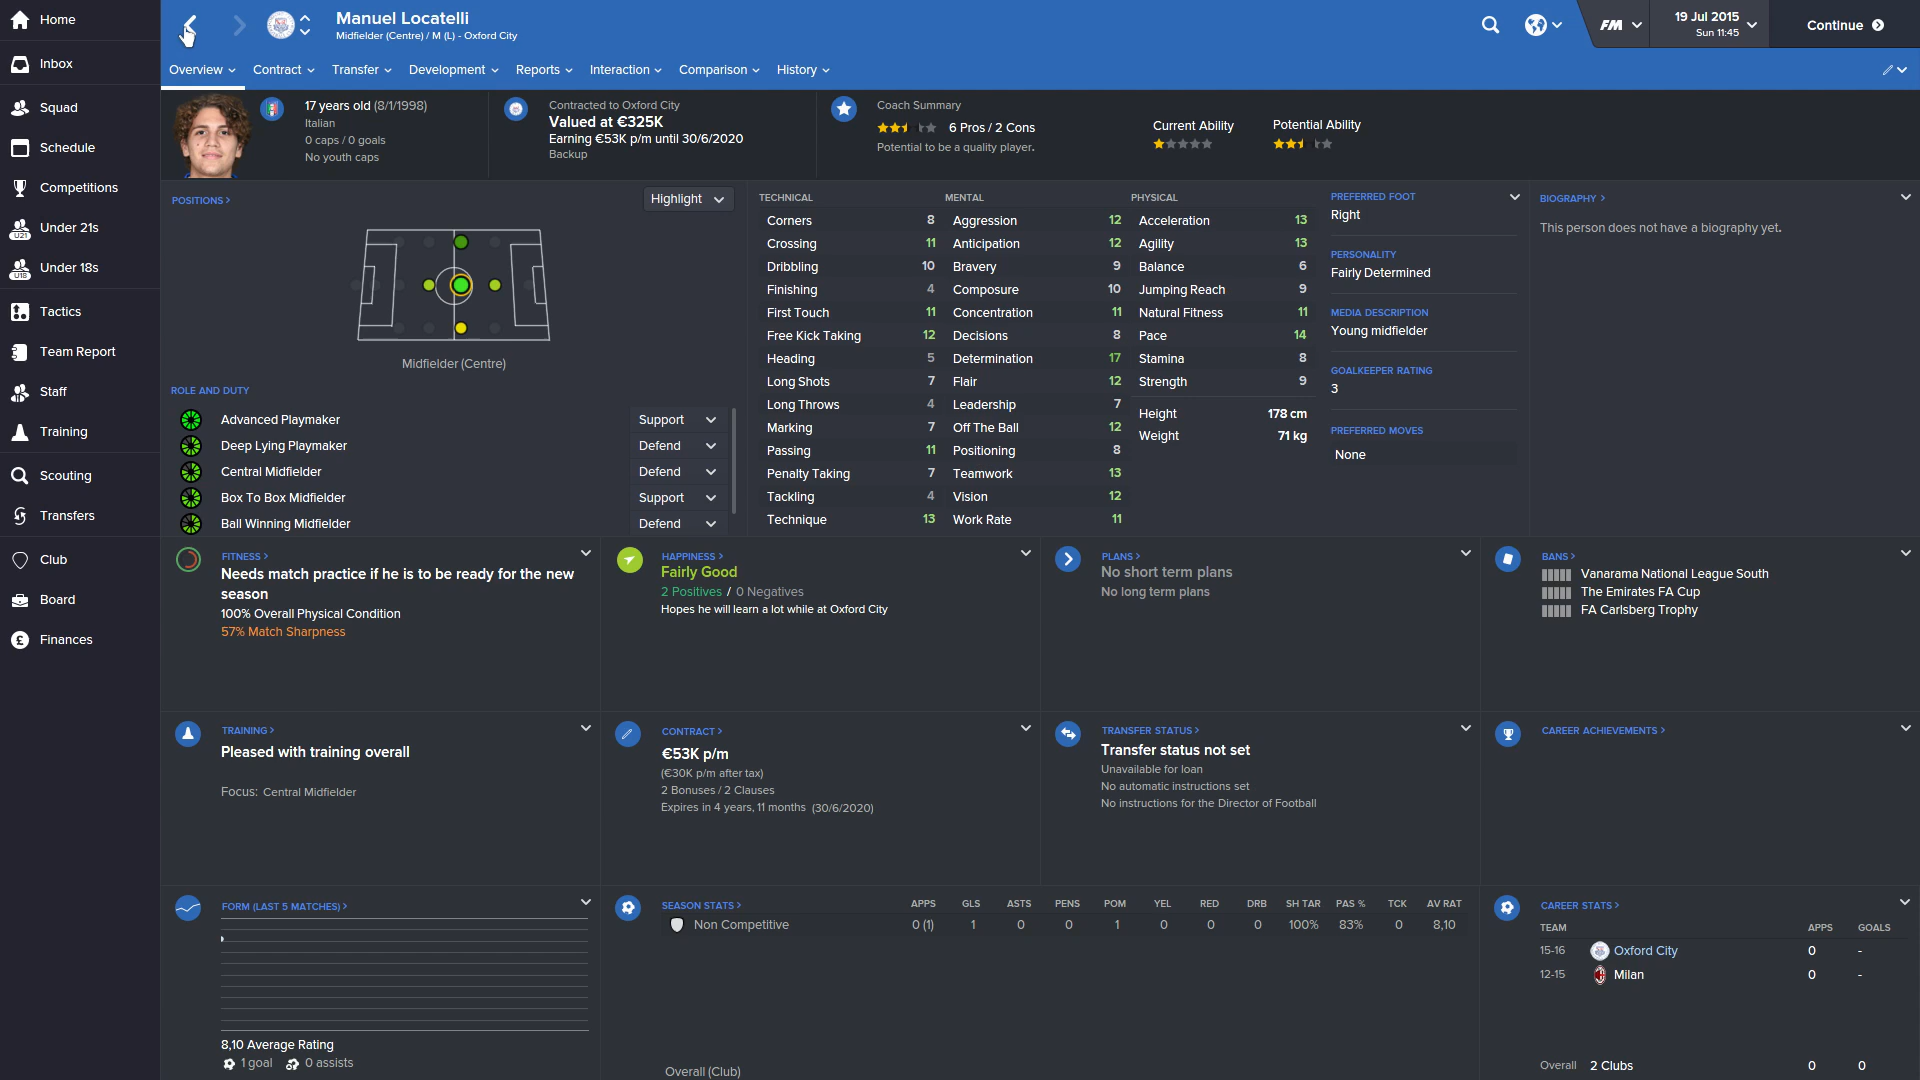 Home
Inbox
Squad
Schedule
Competitions
Under 21s
Under 18s
Tactics
Team Report
Staff
Training
Scouting
Transfers
Club
Board
Finances
Manuel Locatelli
Midfielder (Centre) / M (L) - Oxford City
FM
19 Jul 2015
Sun 11:45
Continue
Overview Contract Transfer Development Reports Interaction Comparison History
17 years old (8/1/1998)
Italian
0 caps / 0 goals
No youth caps
Contracted to Oxford City
Valued at €325K
Earning €53K p/m until 30/6/2020
Backup
Coach Summary
6 Pros / 2 Cons
Potential to be a quality player.
Current Ability
Potential Ability
POSITIONS >
Highlight
Midfielder (Centre)
ROLE AND DUTY
Advanced Playmaker Support
Deep Lying Playmaker Defend
Central Midfielder Defend
Box To Box Midfielder Support
Ball Winning Midfielder Defend
TECHNICAL
Corners 8
Crossing 11
Dribbling 10
Finishing 4
First Touch 11
Free Kick Taking 12
Heading 5
Long Shots 7
Long Throws 4
Marking 7
Passing 11
Penalty Taking 7
Tackling 4
Technique 13
MENTAL
Aggression 12
Anticipation 12
Bravery 9
Composure 10
Concentration 11
Decisions 8
Determination 17
Flair 12
Leadership 7
Off The Ball 12
Positioning 8
Teamwork 13
Vision 12
Work Rate 11
PHYSICAL
Acceleration 13
Agility 13
Balance 6
Jumping Reach 9
Natural Fitness 11
Pace 14
Stamina 8
Strength 9
Height 178 cm
Weight 71 kg
PREFERRED FOOT
Right
PERSONALITY
Fairly Determined
MEDIA DESCRIPTION
Young midfielder
GOALKEEPER RATING
3
PREFERRED MOVES
None
BIOGRAPHY >
This person does not have a biography yet.
FITNESS >
Needs match practice if he is to be ready for the new
season
100% Overall Physical Condition
57% Match Sharpness
HAPPINESS >
Fairly Good
2 Positives / 0 Negatives
Hopes he will learn a lot while at Oxford City
PLANS >
No short term plans
No long term plans
BANS >
Vanarama National League South
The Emirates FA Cup
FA Carlsberg Trophy
TRAINING >
Pleased with training overall
Focus: Central Midfielder
CONTRACT >
€53K p/m
(€30K p/m after tax)
2 Bonuses / 2 Clauses
Expires in 4 years, 11 months (30/6/2020)
TRANSFER STATUS >
Transfer status not set
Unavailable for loan
No automatic instructions set
No instructions for the Director of Football
CAREER ACHIEVEMENTS >
FORM (LAST 5 MATCHES) >
8,10 Average Rating
1 goal 0 assists
SEASON STATS > APPS GLS ASTS PENS POM YEL RED DRB SH TAR PAS % TCK AV RAT
Non Competitive 0 (1) 1 0 0 1 0 0 0 100% 83% 0 8,10
Overall (Club)
CAREER STATS >
TEAM APPS GOALS
15-16 Oxford City 0 -
12-15 Milan 0 -
Overall 2 Clubs 0 0